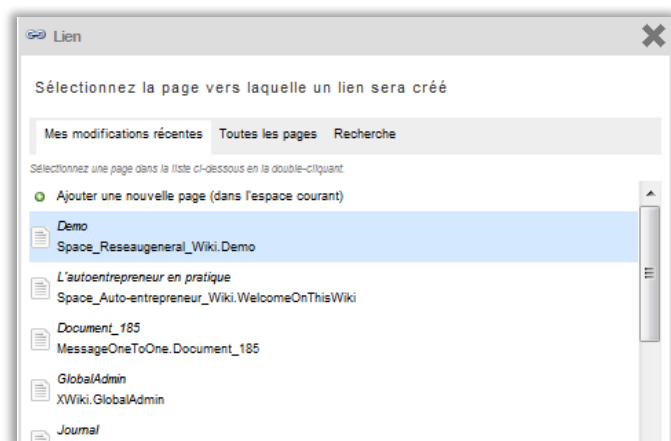 Lien
Sélectionnez la page vers laquelle un lien sera créé
Mes modifications récentes Toutes les pages Recherche
Sélectionnez une page dans la liste ci-dessous en la double-cliquant.
Ajouter une nouvelle page (dans l'espace courant)
Demo
Space_Reseaugeneral_Wiki.Demo
L'autoentrepreneur en pratique
Space_Auto-entrepreneur_Wiki.WelcomeOnThisWiki
Document_185
MessageOneToOne.Document_185
GlobalAdmin
XWiki.GlobalAdmin
Journal